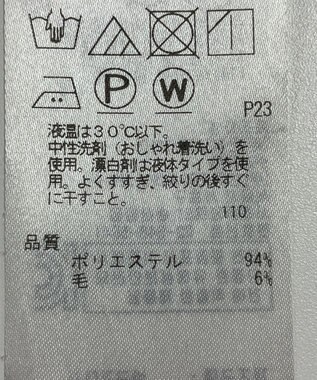 P
W
P23
液温は30℃以下。
中性洗剤(おしゃれ着洗い)を
使用。漂白剤は液体タイプを使
用。よくすすぎ、絞りの後すぐ
に干すこと。
110
品質
ポリエステル 94%
毛 6%